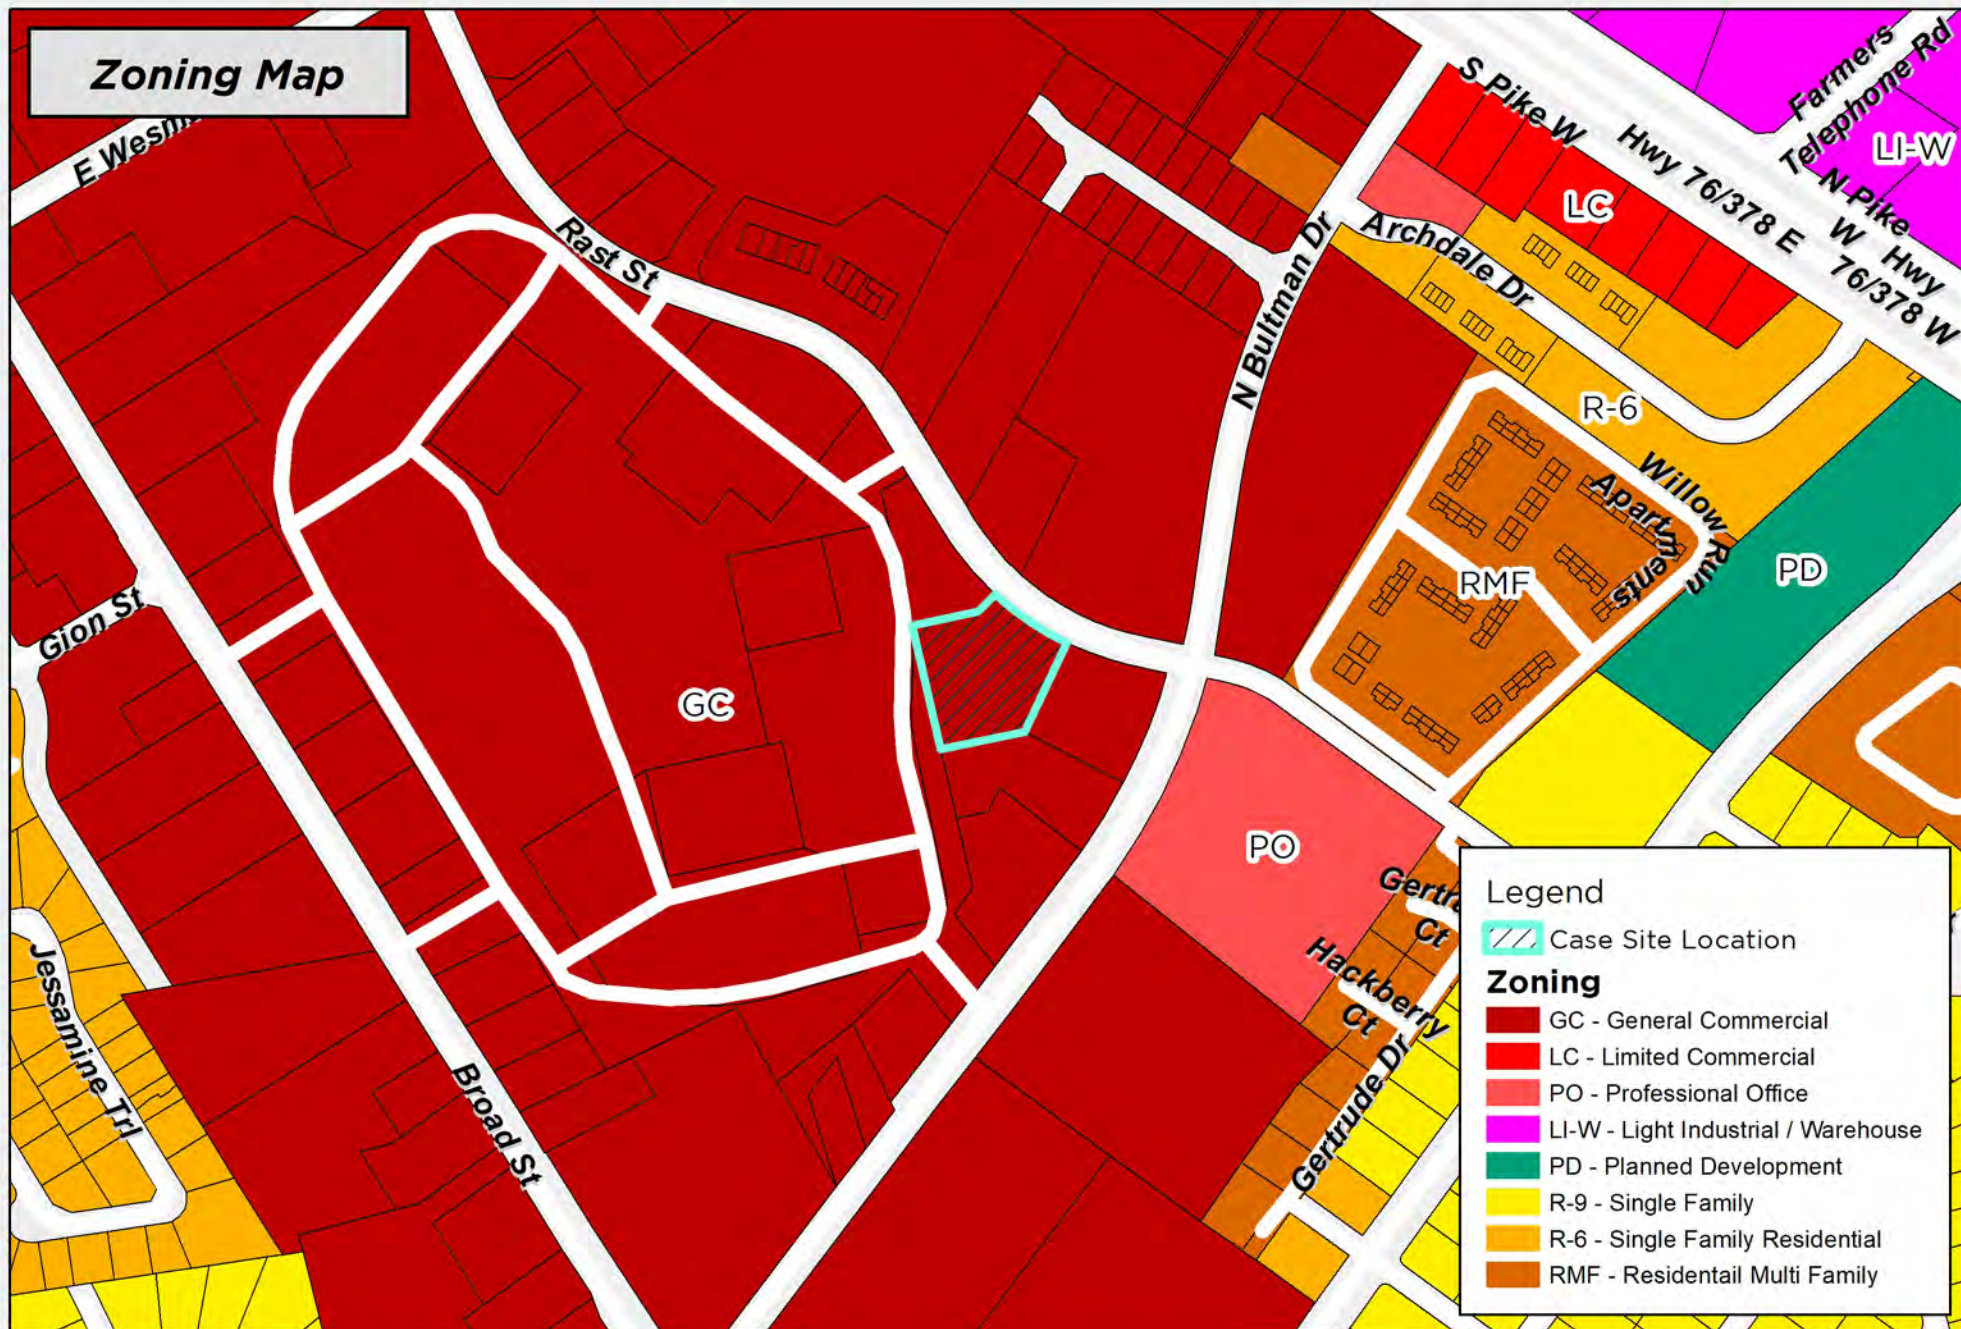 Zoning Map
E Wesm
Rast St
N Bultman Dr
S Pike W
Hwy 76/378 E
Farmers
Telephone Rd
LI-W
N Pike
W Hwy
76/378 W
LC
Archdale Dr
R-6
Willow Run
Apartments
RMF
PD
Gion St
GC
PO
Gertru
Ct
Hackberry
Ct
Gertrude Dr
Jessamine Trl
Broad St
Legend
Case Site Location
Zoning
GC - General Commercial
LC - Limited Commercial
PO - Professional Office
LI-W - Light Industrial / Warehouse
PD - Planned Development
R-9 - Single Family
R-6 - Single Family Residential
RMF - Residentail Multi Family